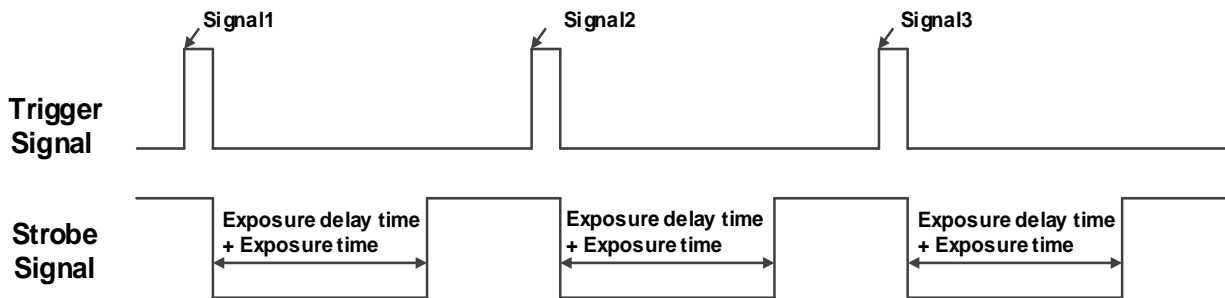 Signal1
Signal2
Signal3
Trigger
Signal
Exposure delay time
+ Exposure time
Exposure delay time
+ Exposure time
Exposure delay time
+ Exposure time
Strobe
Signal